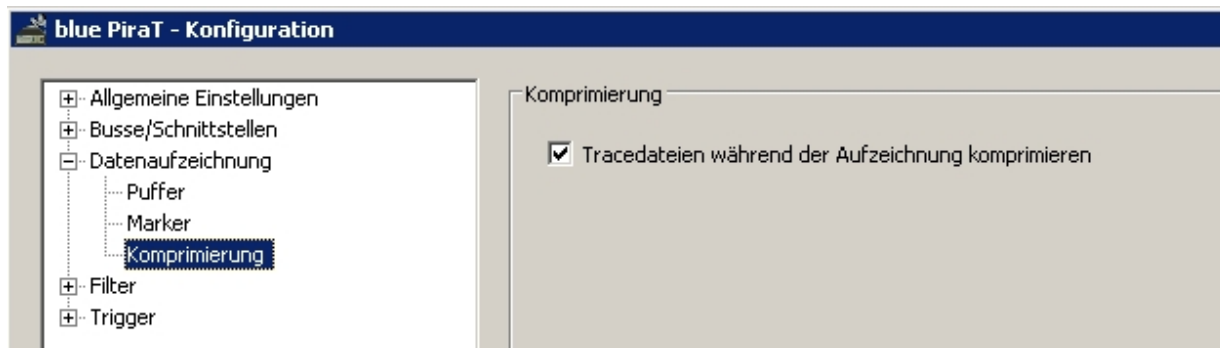 blue PiraT - Konfiguration
Allgemeine Einstellungen
Busse/Schnittstellen
Datenaufzeichnung
Puffer
Marker
Komprimierung
Filter
Trigger
Komprimierung
Tracedateien während der Aufzeichnung komprimieren